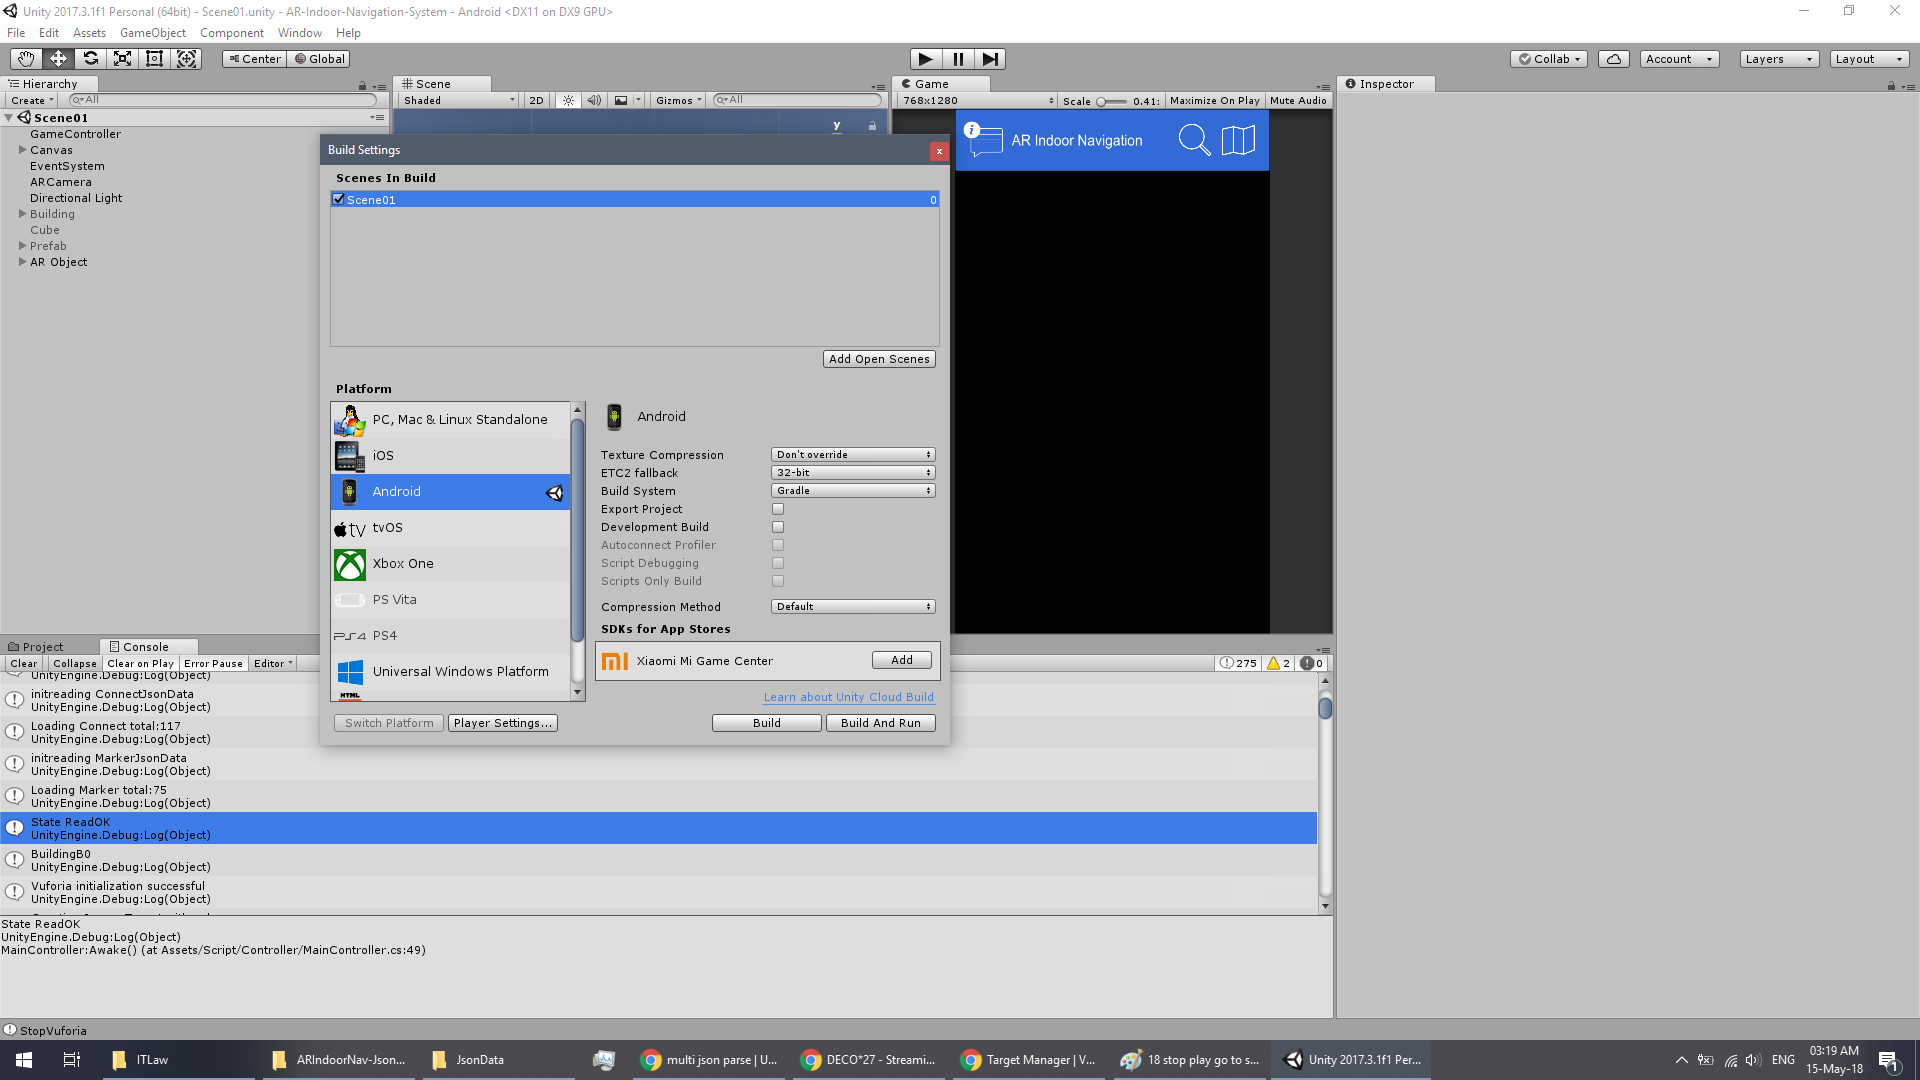 Unity 2017.3.1f1 Personal (64bit) - Scene01.unity - AR-Indoor-Navigation-System - Android <DX11 on DX9 GPU>
File Edit Assets GameObject Component Window Help
Center Global Collab Account Layers Layout
Hierarchy
Create All
Scene01
GameController
Canvas
EventSystem
ARCamera
Directional Light
Building
Cube
Prefab
AR Object
Scene
Shaded 2D Gizmos All
y
Game
768x1280 Scale 0.41: Maximize On Play Mute Audio
AR Indoor Navigation
Inspector
Build Settings
x
Scenes In Build
Scene01 0
Add Open Scenes
Platform
PC, Mac & Linux Standalone
iOS
Android
tv tvOS
Xbox One
PS Vita
PS4 PS4
Universal Windows Platform
HTML
Android
Texture Compression Don't override
ETC2 fallback 32-bit
Build System Gradle
Export Project
Development Build
Autoconnect Profiler
Script Debugging
Scripts Only Build
Compression Method Default
SDKs for App Stores
mi Xiaomi Mi Game Center Add
Learn about Unity Cloud Build
Switch Platform Player Settings... Build Build And Run
Project Console
Clear Collapse Clear on Play Error Pause Editor 275 2 0
UnityEngine.Debug:Log(Object)
initreading ConnectJsonData
UnityEngine.Debug:Log(Object)
Loading Connect total:117
UnityEngine.Debug:Log(Object)
initreading MarkerJsonData
UnityEngine.Debug:Log(Object)
Loading Marker total:75
UnityEngine.Debug:Log(Object)
State ReadOK
UnityEngine.Debug:Log(Object)
BuildingB0
UnityEngine.Debug:Log(Object)
Vuforia initialization successful
UnityEngine.Debug:Log(Object)
State ReadOK
UnityEngine.Debug:Log(Object)
MainController:Awake() (at Assets/Script/Controller/MainController.cs:49)
StopVuforia
ITLaw ARIndoorNav-Json... JsonData multi json parse | U... DECO*27 - Streami... Target Manager | V... 18 stop play go to s... Unity 2017.3.1f1 Per... ENG 03:19 AM
15-May-18 1